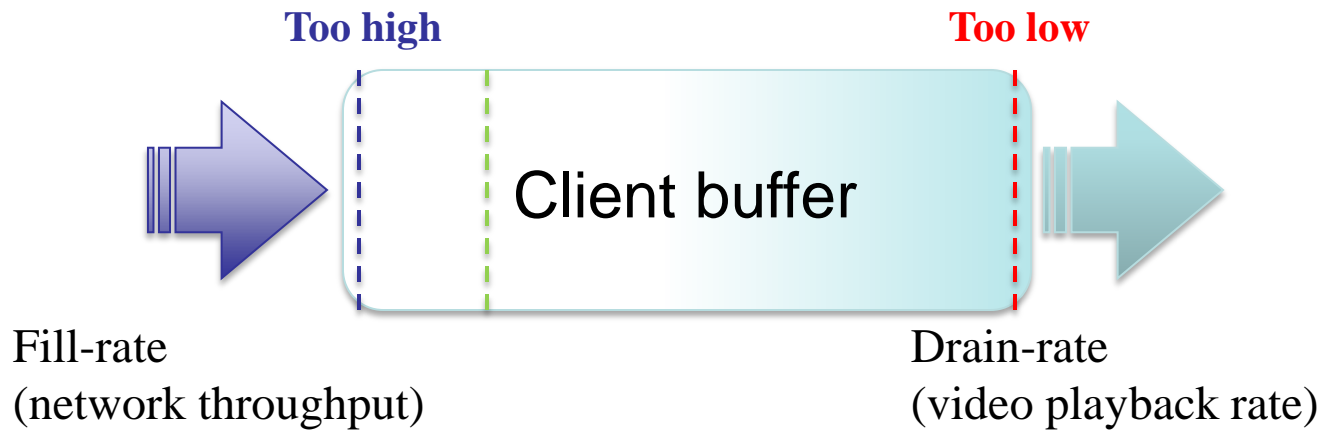 Too high
Too low
Client buffer
Fill-rate
(network throughput)
Drain-rate
(video playback rate)